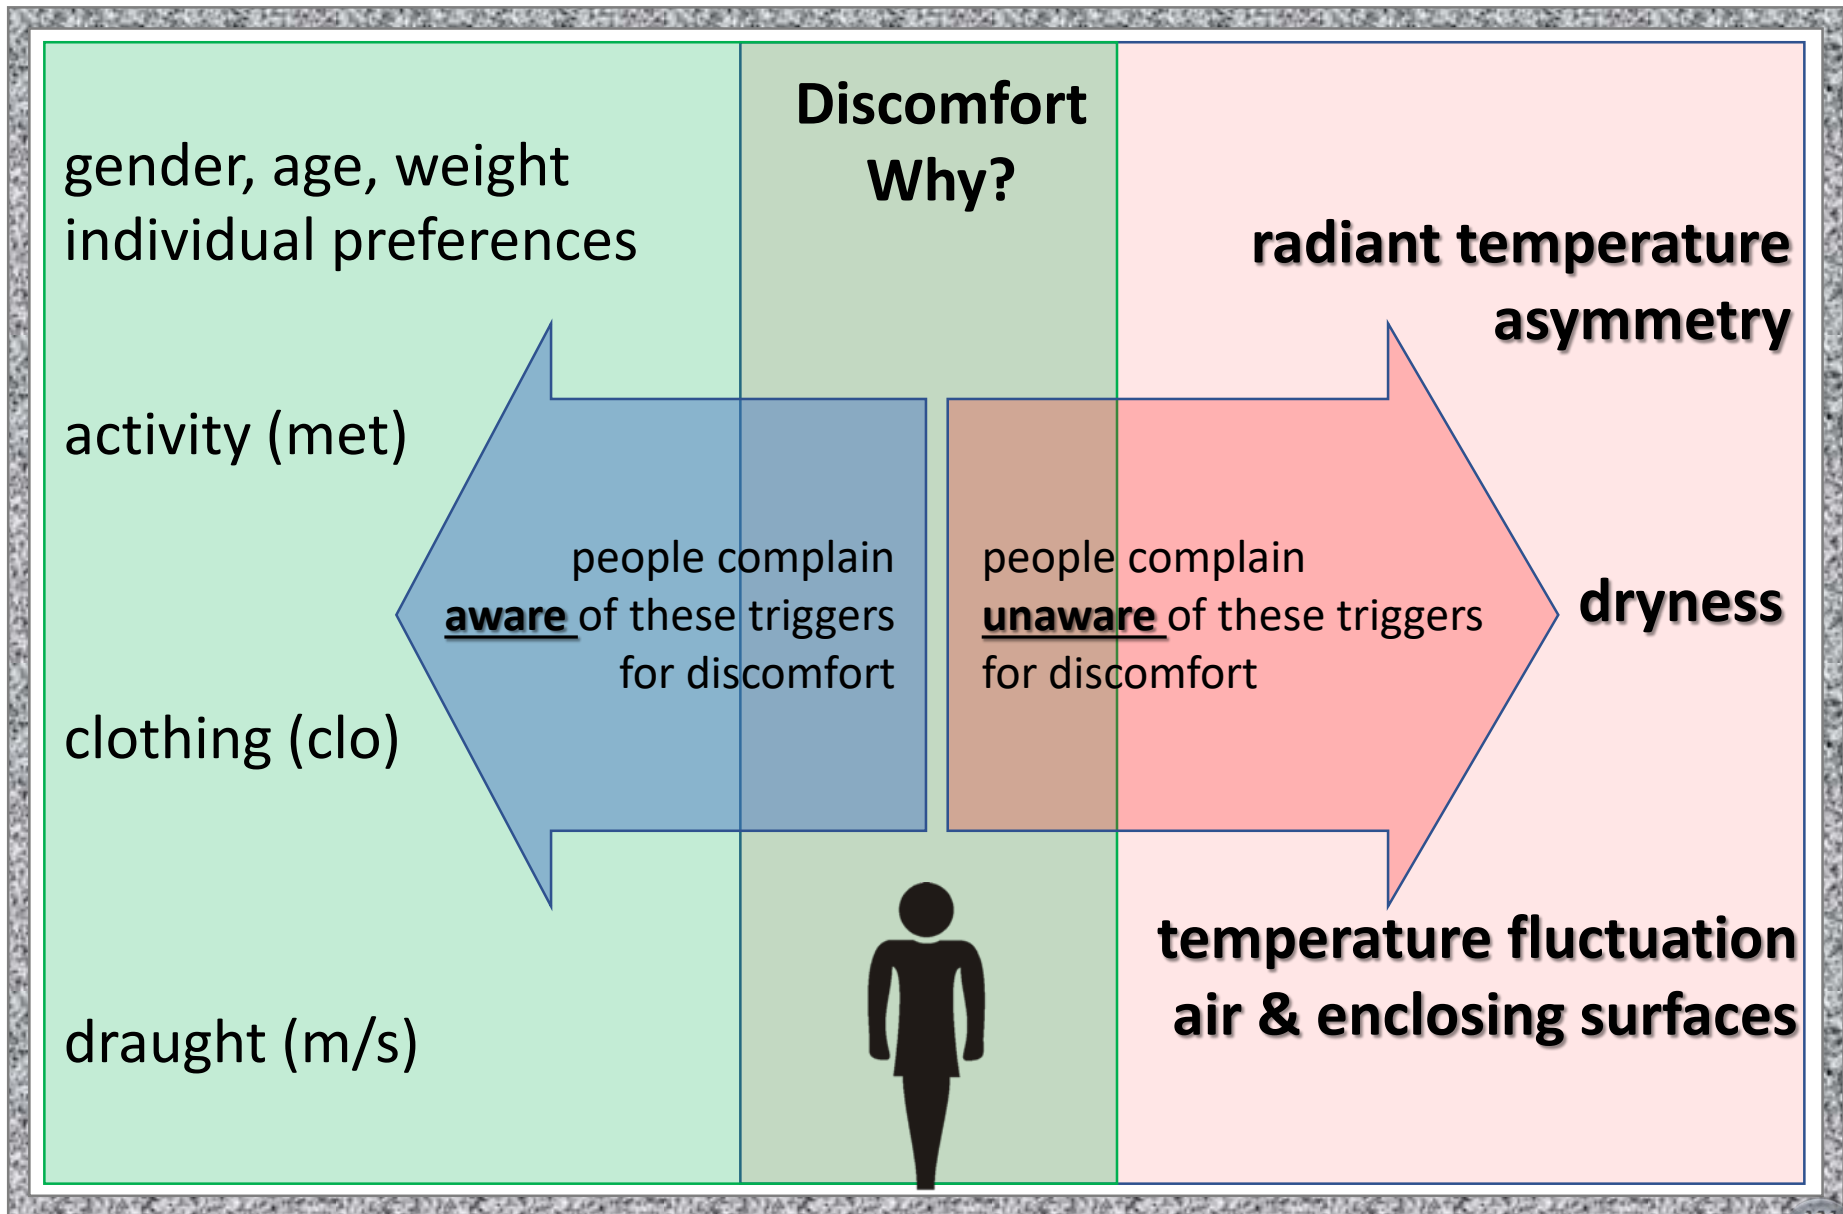 Discomfort
Why?
gender, age, weight
individual preferences
activity (met)
clothing (clo)
draught (m/s)
people complain
aware of these triggers
for discomfort
people complain
unaware of these triggers
for discomfort
radiant temperature
asymmetry
dryness
temperature fluctuation
air & enclosing surfaces